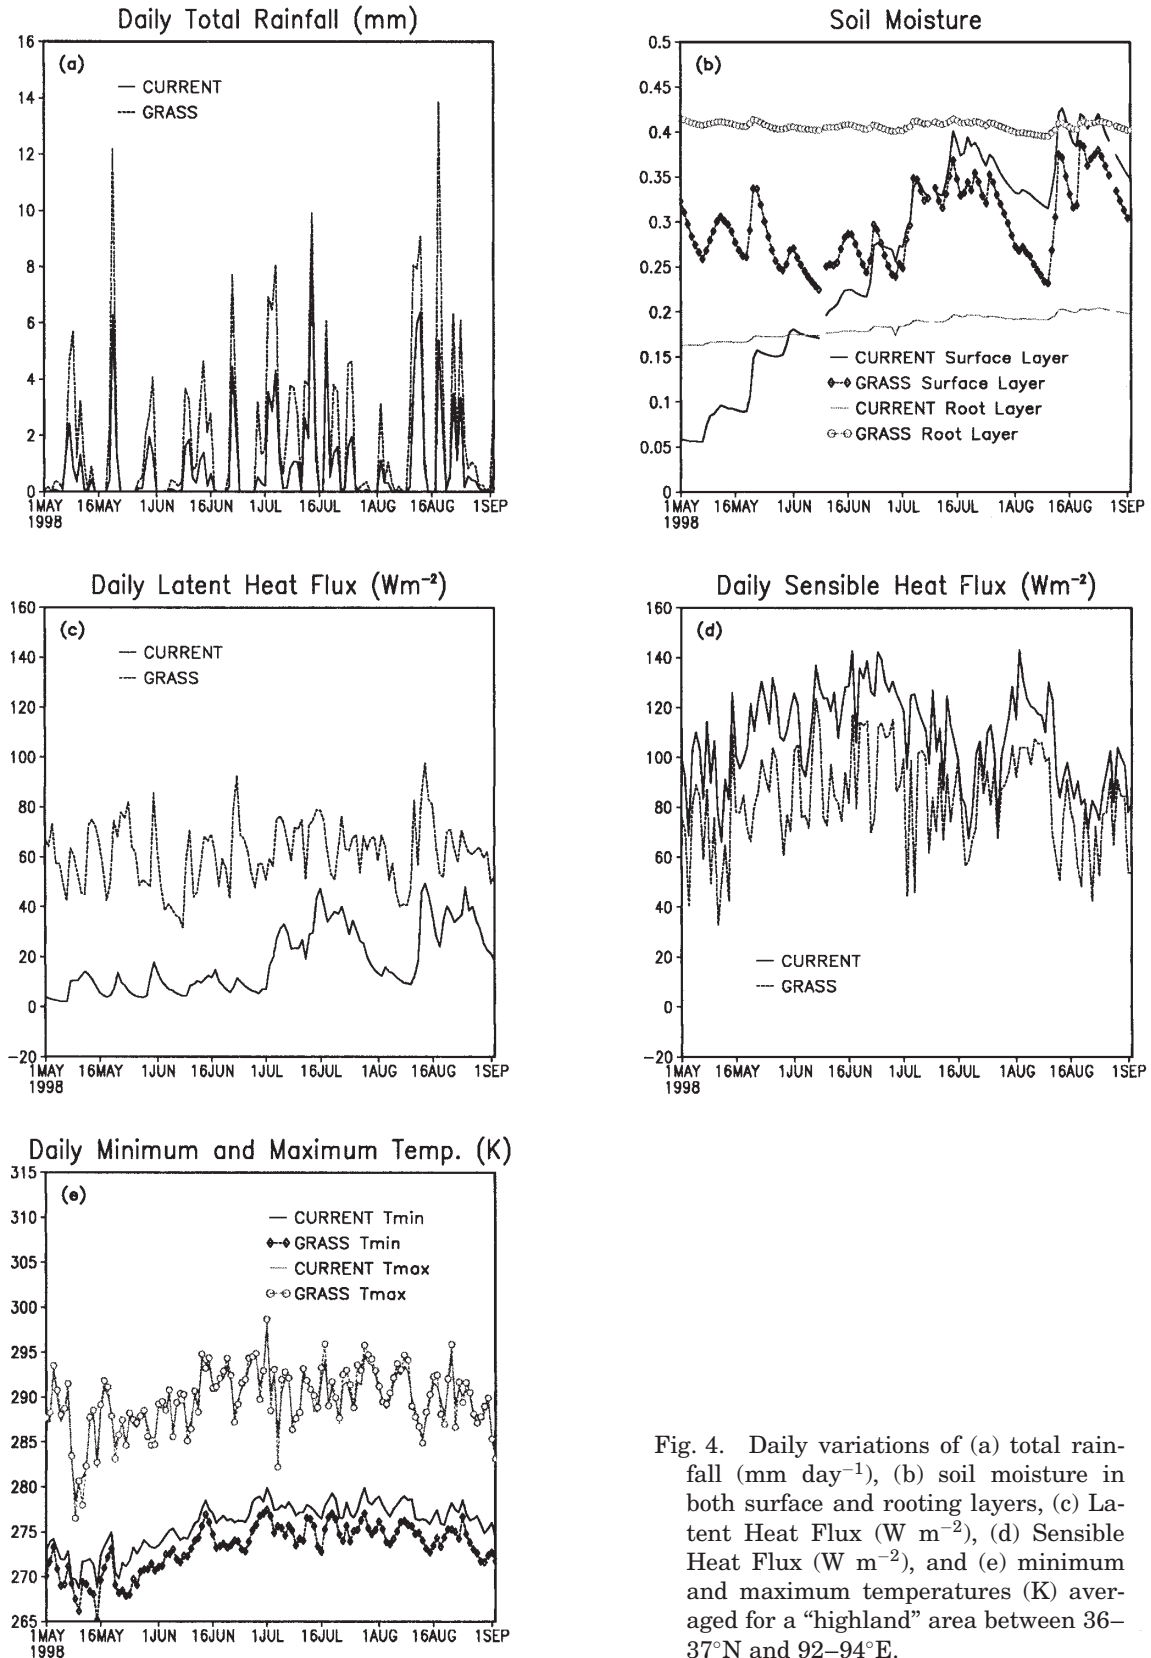 Daily Total Rainfall (mm)
16
14
12
10
8
6
4
2
0
(a)
CURRENT
GRASS
1MAY 16MAY 1JUN 16JUN 1JUL 16JUL 1AUG 16AUG 1SEP
1998
Soil Moisture
0.5
0.45
0.4
0.35
0.3
0.25
0.2
0.15
0.1
0.05
0
(b)
CURRENT Surface Layer
GRASS Surface Layer
CURRENT Root Layer
GRASS Root Layer
1MAY 16MAY 1JUN 16JUN 1JUL 16JUL 1AUG 16AUG 1SEP
1998
Daily Latent Heat Flux (Wm⁻²)
160
140
120
100
80
60
40
20
0
−20
(c)
CURRENT
GRASS
1MAY 16MAY 1JUN 16JUN 1JUL 16JUL 1AUG 16AUG 1SEP
1998
Daily Sensible Heat Flux (Wm⁻²)
160
140
120
100
80
60
40
20
0
−20
(d)
CURRENT
GRASS
1MAY 16MAY 1JUN 16JUN 1JUL 16JUL 1AUG 16AUG 1SEP
1998
Daily Minimum and Maximum Temp. (K)
315
310
305
300
295
290
285
280
275
270
265
(e)
CURRENT Tmin
GRASS Tmin
CURRENT Tmax
GRASS Tmax
1MAY 16MAY 1JUN 16JUN 1JUL 16JUL 1AUG 16AUG 1SEP
1998
Fig. 4. Daily variations of (a) total rain-
fall (mm day⁻¹), (b) soil moisture in
both surface and rooting layers, (c) La-
tent Heat Flux (W m⁻²), (d) Sensible
Heat Flux (W m⁻²), and (e) minimum
and maximum temperatures (K) aver-
aged for a “highland” area between 36–
37°N and 92–94°E.